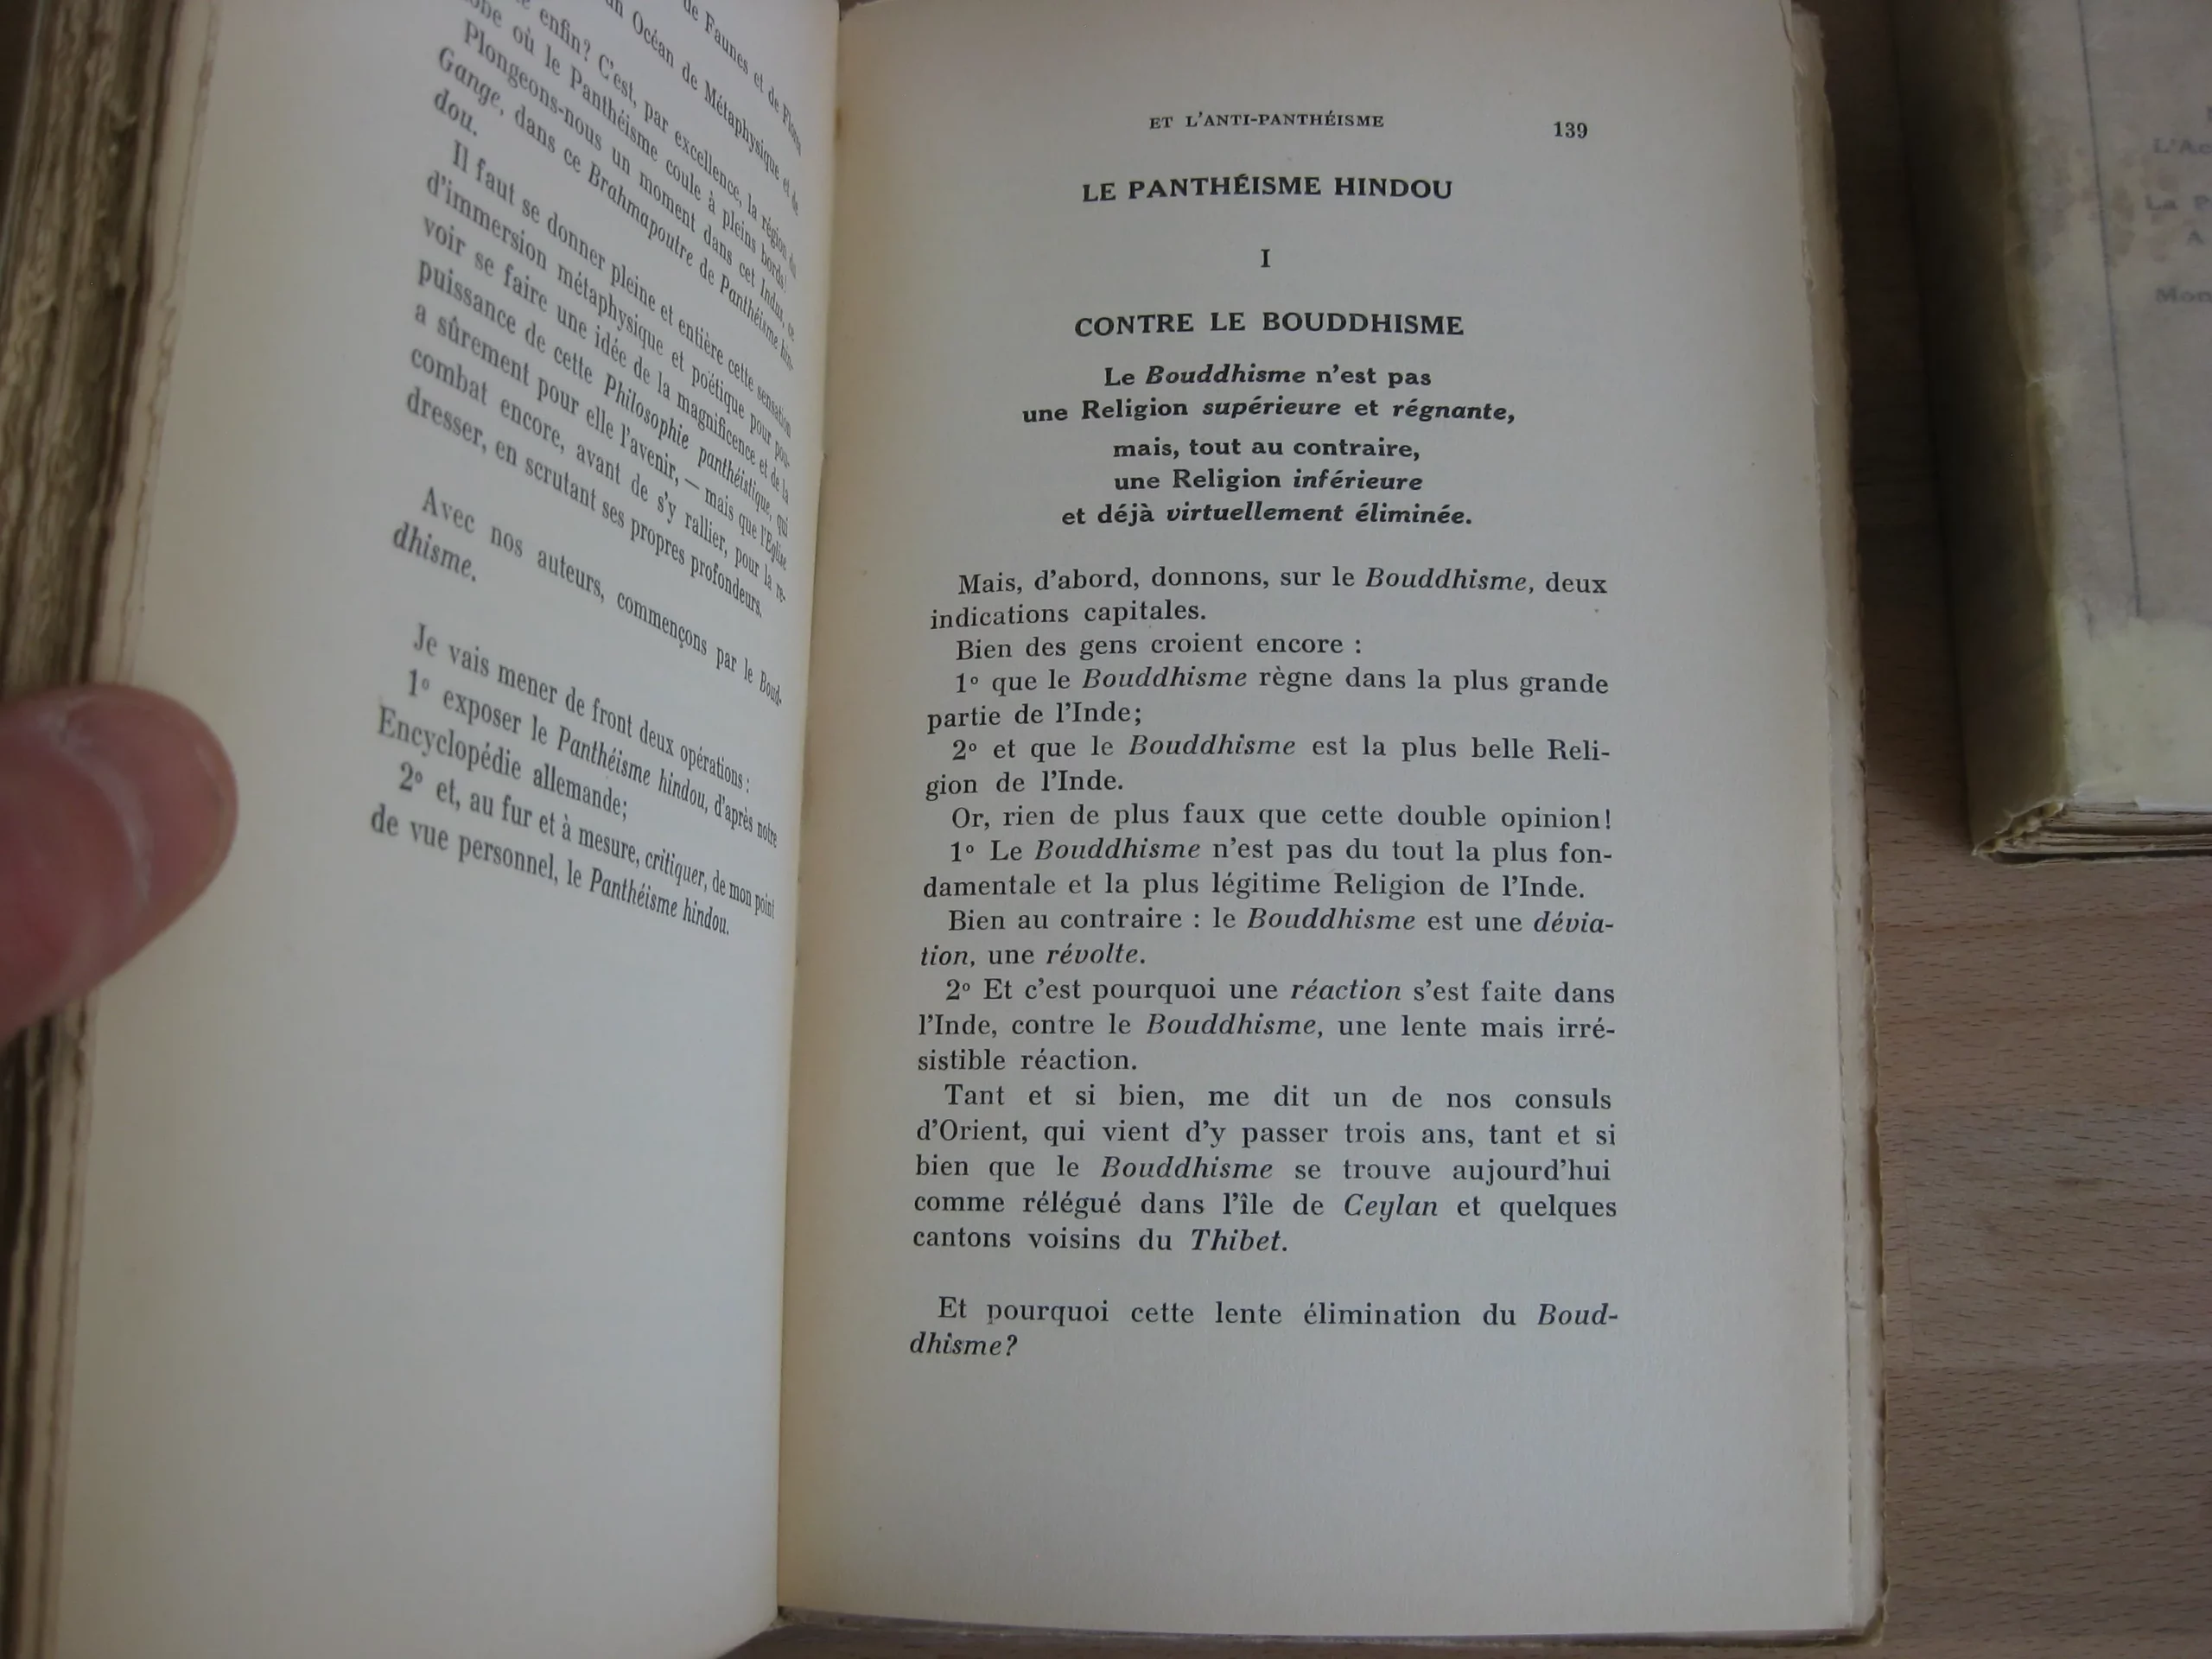 de Faunes et de Flores
un Océan de Métaphysique et de
enfin? C'est, par excellence, la région du
où le Panthéisme coule à pleins bords!
Plongeons-nous un moment dans cet Indus, ce
Gange, dans ce Brahmapoutre de Panthéisme hin-
dou.
Il faut se donner pleine et entière cette sensation
d'immersion métaphysique et poétique pour pou-
voir se faire une idée de la magnificence et de la
puissance de cette Philosophie panthéistique, qui
a sûrement pour elle l'avenir, — mais que l'Eglise
combat encore, avant de s'y rallier, pour la re-
dresser, en scrutant ses propres profondeurs.
Avec nos auteurs, commençons par le Boud-
dhisme.
Je vais mener de front deux opérations :
1º exposer le Panthéisme hindou, d'après notre
Encyclopédie allemande;
2º et, au fur et à mesure, critiquer, de mon point
de vue personnel, le Panthéisme hindou.
ET L'ANTI-PANTHÉISME 139
LE PANTHÉISME HINDOU
I
CONTRE LE BOUDDHISME
Le Bouddhisme n'est pas
une Religion supérieure et régnante,
mais, tout au contraire,
une Religion inférieure
et déjà virtuellement éliminée.
Mais, d'abord, donnons, sur le Bouddhisme, deux
indications capitales.
Bien des gens croient encore :
1º que le Bouddhisme règne dans la plus grande
partie de l'Inde;
2º et que le Bouddhisme est la plus belle Reli-
gion de l'Inde.
Or, rien de plus faux que cette double opinion!
1º Le Bouddhisme n'est pas du tout la plus fon-
damentale et la plus légitime Religion de l'Inde.
Bien au contraire : le Bouddhisme est une dévia-
tion, une révolte.
2º Et c'est pourquoi une réaction s'est faite dans
l'Inde, contre le Bouddhisme, une lente mais irré-
sistible réaction.
Tant et si bien, me dit un de nos consuls
d'Orient, qui vient d'y passer trois ans, tant et si
bien que le Bouddhisme se trouve aujourd'hui
comme rélégué dans l'île de Ceylan et quelques
cantons voisins du Thibet.
Et pourquoi cette lente élimination du Boud-
dhisme?